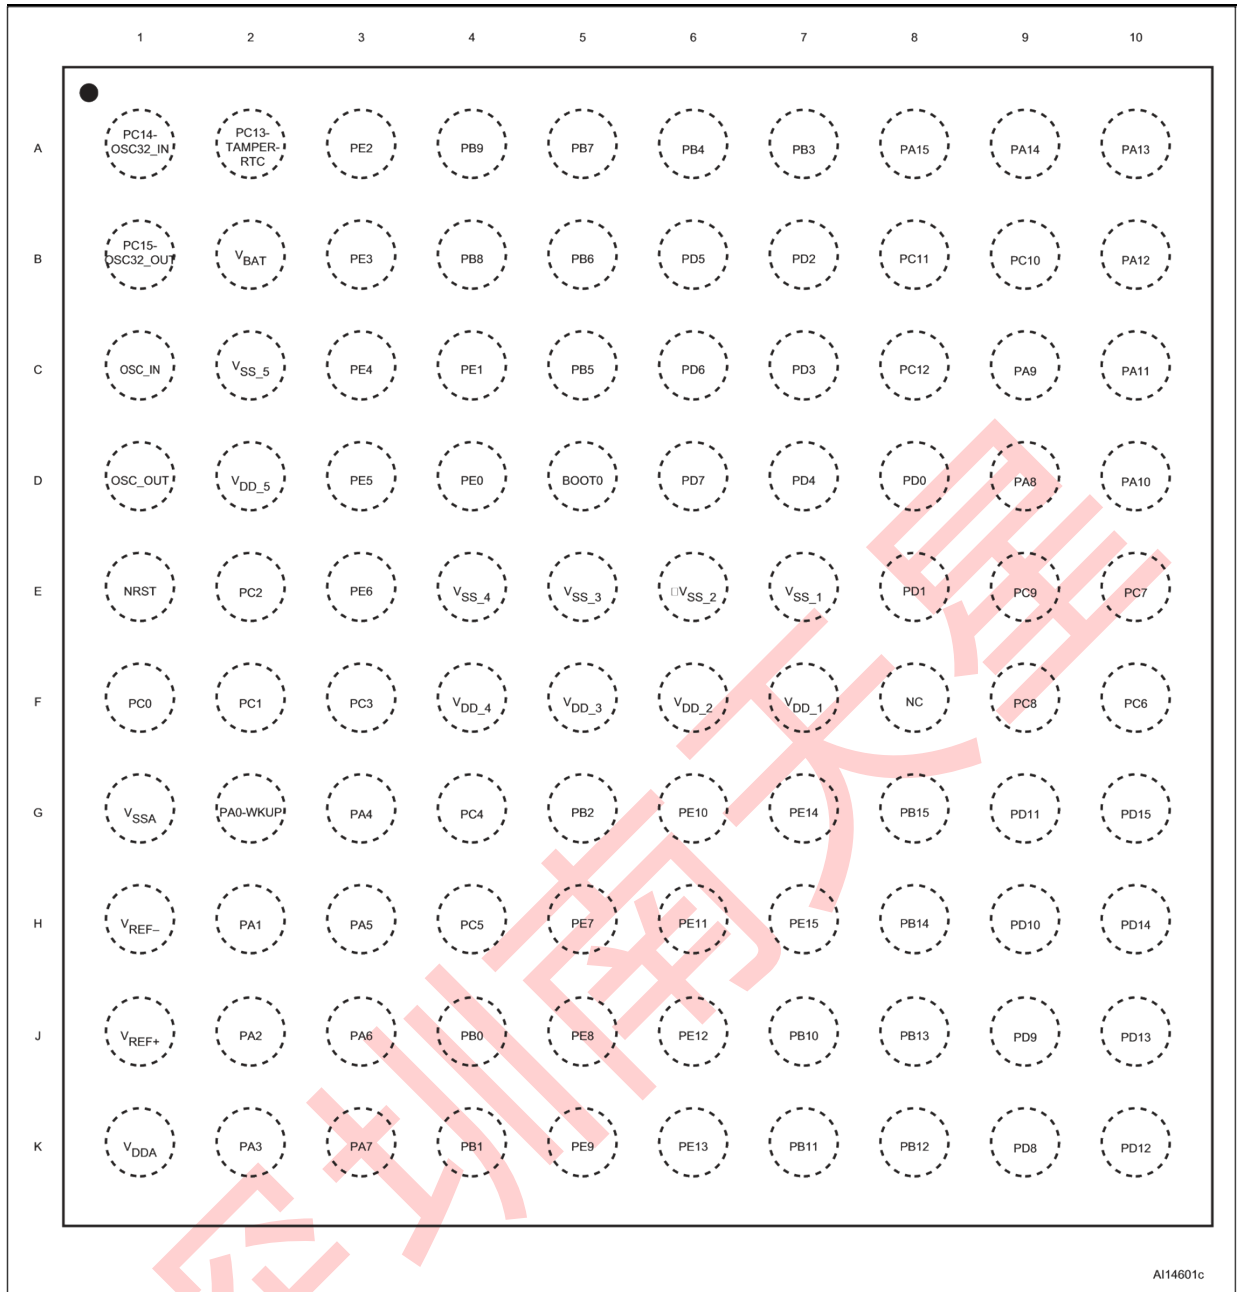 1 2 3 4 5 6 7 8 9 10
A PC14-OSC32_IN PC13-TAMPER-RTC PE2 PB9 PB7 PB4 PB3 PA15 PA14 PA13
B PC15-OSC32_OUT VBAT PE3 PB8 PB6 PD5 PD2 PC11 PC10 PA12
C OSC_IN VSS_5 PE4 PE1 PB5 PD6 PD3 PC12 PA9 PA11
D OSC_OUT VDD_5 PE5 PE0 BOOT0 PD7 PD4 PD0 PA8 PA10
E NRST PC2 PE6 VSS_4 VSS_3 □VSS_2 VSS_1 PD1 PC9 PC7
F PC0 PC1 PC3 VDD_4 VDD_3 VDD_2 VDD_1 NC PC8 PC6
G VSSA PA0-WKUP PA4 PC4 PB2 PE10 PE14 PB15 PD11 PD15
H VREF– PA1 PA5 PC5 PE7 PE11 PE15 PB14 PD10 PD14
J VREF+ PA2 PA6 PB0 PE8 PE12 PB10 PB13 PD9 PD13
K VDDA PA3 PA7 PB1 PE9 PE13 PB11 PB12 PD8 PD12
AI14601c
圳南天星